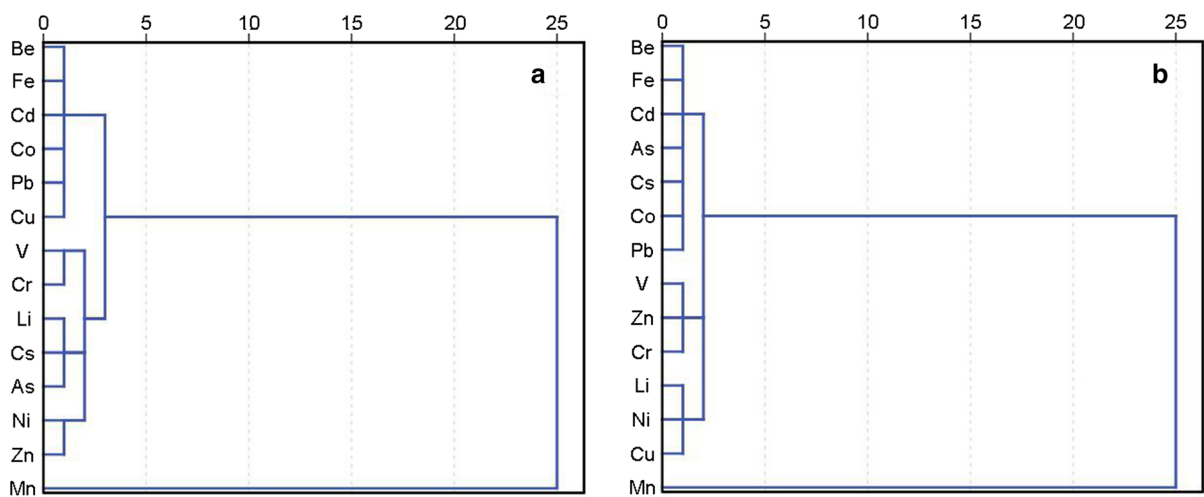 0 5 10 15 20 25
a
Be
Fe
Cd
Co
Pb
Cu
V
Cr
Li
Cs
As
Ni
Zn
Mn
0 5 10 15 20 25
b
Be
Fe
Cd
As
Cs
Co
Pb
V
Zn
Cr
Li
Ni
Cu
Mn